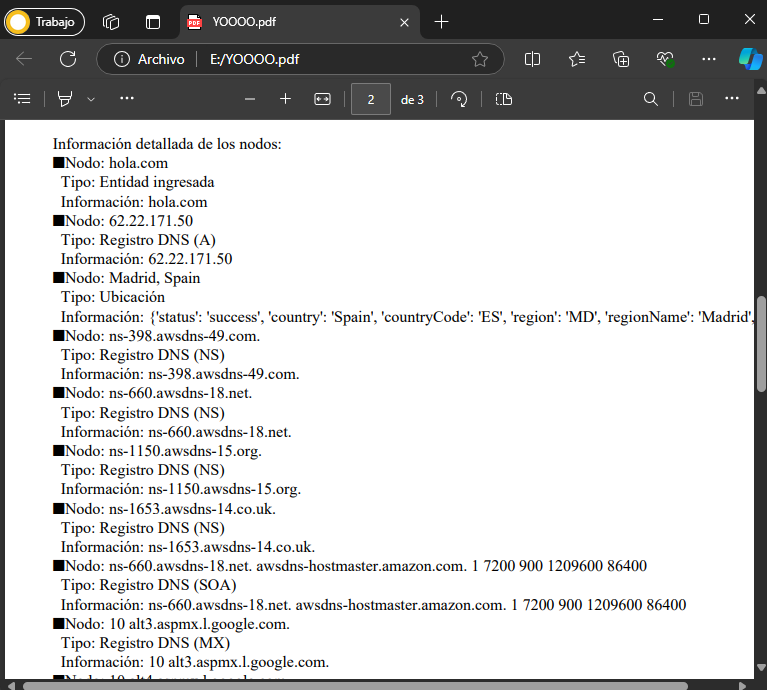 Trabajo
YOOOO.pdf
Archivo
E:/YOOOO.pdf
2 de 3
Información detallada de los nodos:
■Nodo: hola.com
Tipo: Entidad ingresada
Información: hola.com
■Nodo: 62.22.171.50
Tipo: Registro DNS (A)
Información: 62.22.171.50
■Nodo: Madrid, Spain
Tipo: Ubicación
Información: {'status': 'success', 'country': 'Spain', 'countryCode': 'ES', 'region': 'MD', 'regionName': 'Madrid',
■Nodo: ns-398.awsdns-49.com.
Tipo: Registro DNS (NS)
Información: ns-398.awsdns-49.com.
■Nodo: ns-660.awsdns-18.net.
Tipo: Registro DNS (NS)
Información: ns-660.awsdns-18.net.
■Nodo: ns-1150.awsdns-15.org.
Tipo: Registro DNS (NS)
Información: ns-1150.awsdns-15.org.
■Nodo: ns-1653.awsdns-14.co.uk.
Tipo: Registro DNS (NS)
Información: ns-1653.awsdns-14.co.uk.
■Nodo: ns-660.awsdns-18.net. awsdns-hostmaster.amazon.com. 1 7200 900 1209600 86400
Tipo: Registro DNS (SOA)
Información: ns-660.awsdns-18.net. awsdns-hostmaster.amazon.com. 1 7200 900 1209600 86400
■Nodo: 10 alt3.aspmx.l.google.com.
Tipo: Registro DNS (MX)
Información: 10 alt3.aspmx.l.google.com.